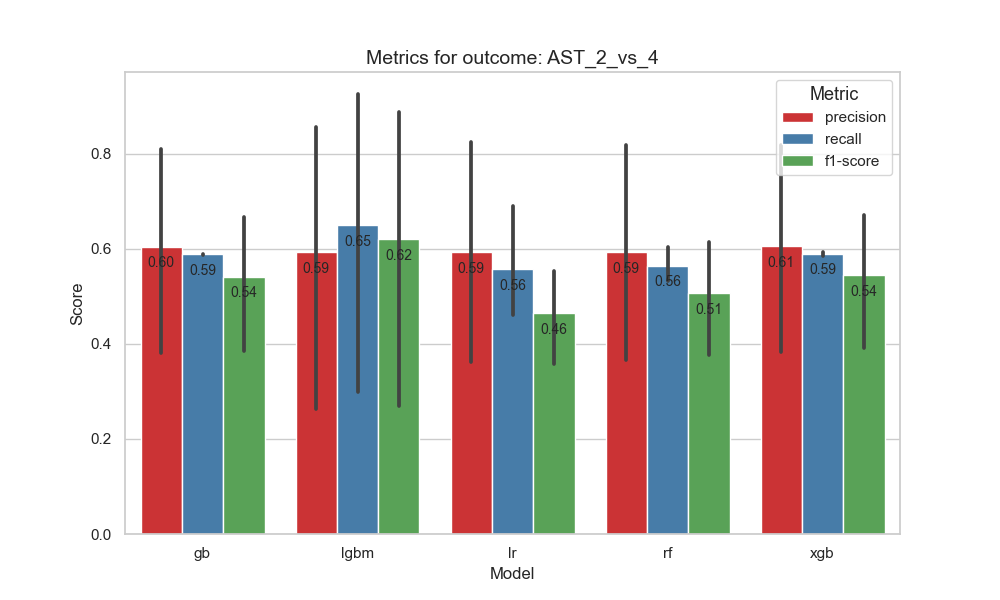 Metrics for outcome: AST_2_vs_4
Metric
precision
recall
f1-score
Score
0.8
0.6
0.4
0.2
0.0
0.60
0.59
0.54
0.59
0.65
0.62
0.59
0.56
0.46
0.59
0.56
0.51
0.61
0.59
0.54
gb
lgbm
lr
rf
xgb
Model